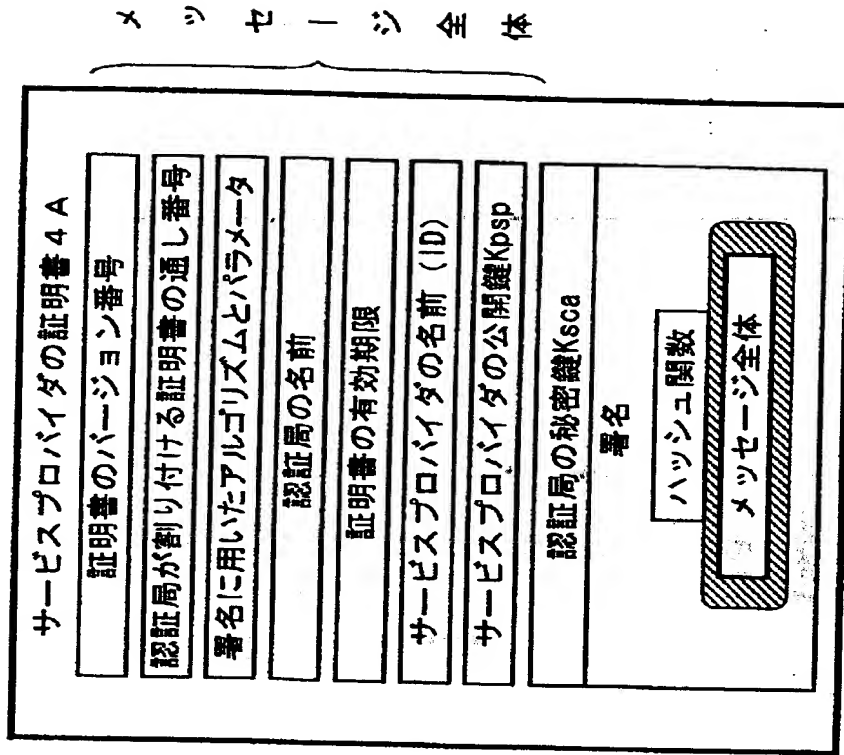 サービスプロバイダの証明書4A
証明書のバージョン番号
認証局が割り付ける証明書の通し番号
署名に用いたアルゴリズムとパラメータ
認証局の名前
証明書の有効期限
サービスプロバイダの名前(ID)
サービスプロバイダの公開鍵Kpsp
認証局の秘密鍵Ksca
署名
ハッシュ関数
メッセージ全体
メッセージ全体